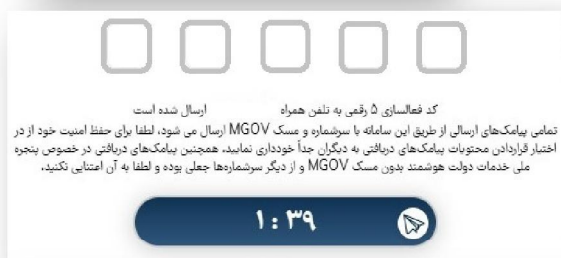 کد فعالسازی ۵ رقمی به تلفن همراه ارسال شده است
تمامی پیامک‌های ارسالی از طریق این سامانه با سرشماره و مسک MGOV ارسال می شود، لطفا برای حفظ امنیت خود از در
اختیار قراردادن محتویات پیامک‌های دریافتی به دیگران جداً خودداری نمایید، همچنین پیامک‌های دریافتی در خصوص پنجره
ملی خدمات دولت هوشمند بدون مسک MGOV و از دیگر سرشماره‌ها جعلی بوده و لطفا به آن اعتنایی نکنید،
۱ : ۳۹